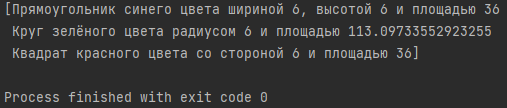 [Прямоугольник синего цвета шириной 6, высотой 6 и площадью 36
Круг зелёного цвета радиусом 6 и площадью 113.09733552923255
Квадрат красного цвета со стороной 6 и площадью 36]
Process finished with exit code 0